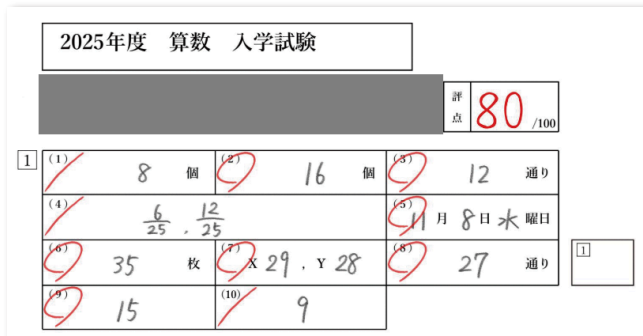 2025年度 算数 入学試験
評点 80 /100
1 (1) 8 個 (2) 16 個 (3) 12 通り
(4) 6/25 , 12/25 (5) 11 月 8 日 水 曜日
(6) 35 枚 (7) X 29 , Y 28 (8) 27 通り 1
(9) 15 (10) 9